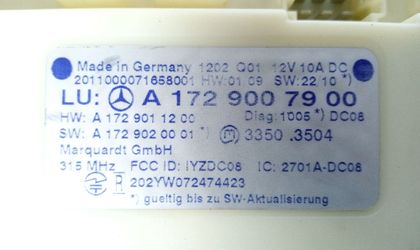 Made in Germany 1202 Q01 12V 10A DC
2011000071658001 HW:01.09 SW:22.10*)
LU: A 172 900 79 00
HW: A 172 901 12 00 Diag:1005*) DC08
SW: A 172 902 00 01*) 3350.3504
Marquardt GmbH
315 MHz FCC ID: IYZDC08 IC: 2701A-DC08
R 202YW072474423
*) gueltig bis zu SW-Aktualisierung